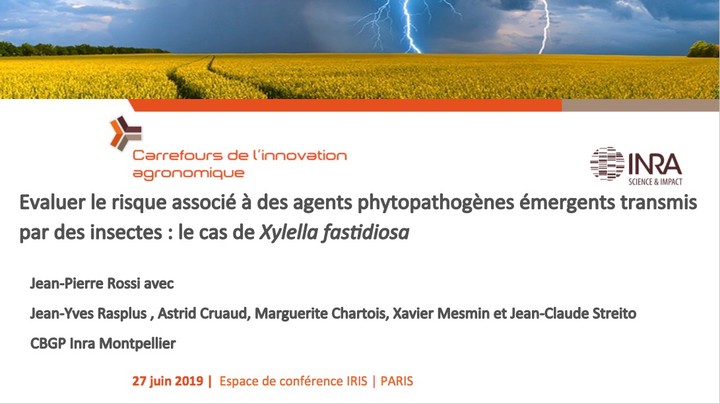 Carrefours de l'innovation
agronomique
INRA
SCIENCE & IMPACT
Evaluer le risque associé à des agents phytopathogènes émergents transmis
par des insectes : le cas de Xylella fastidiosa
Jean-Pierre Rossi avec
Jean-Yves Rasplus , Astrid Cruaud, Marguerite Chartois, Xavier Mesmin et Jean-Claude Streito
CBGP Inra Montpellier
27 juin 2019 | Espace de conférence IRIS | PARIS